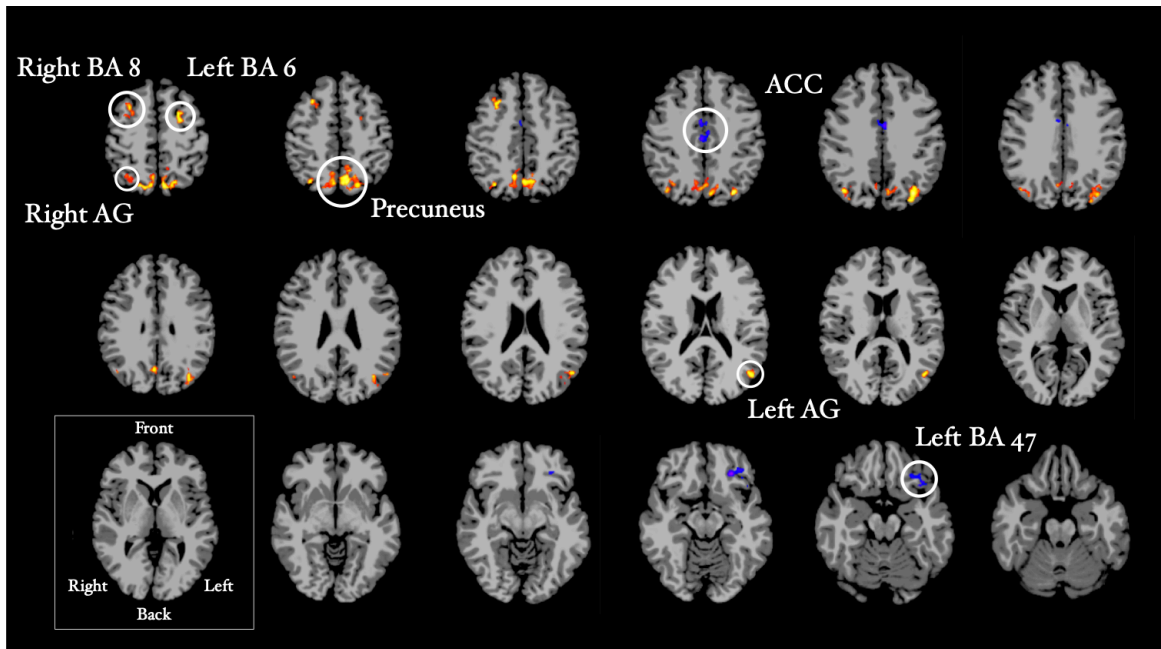 Right BA 8
Left BA 6
ACC
Right AG
Precuneus
Left AG
Left BA 47
Front
Right
Left
Back